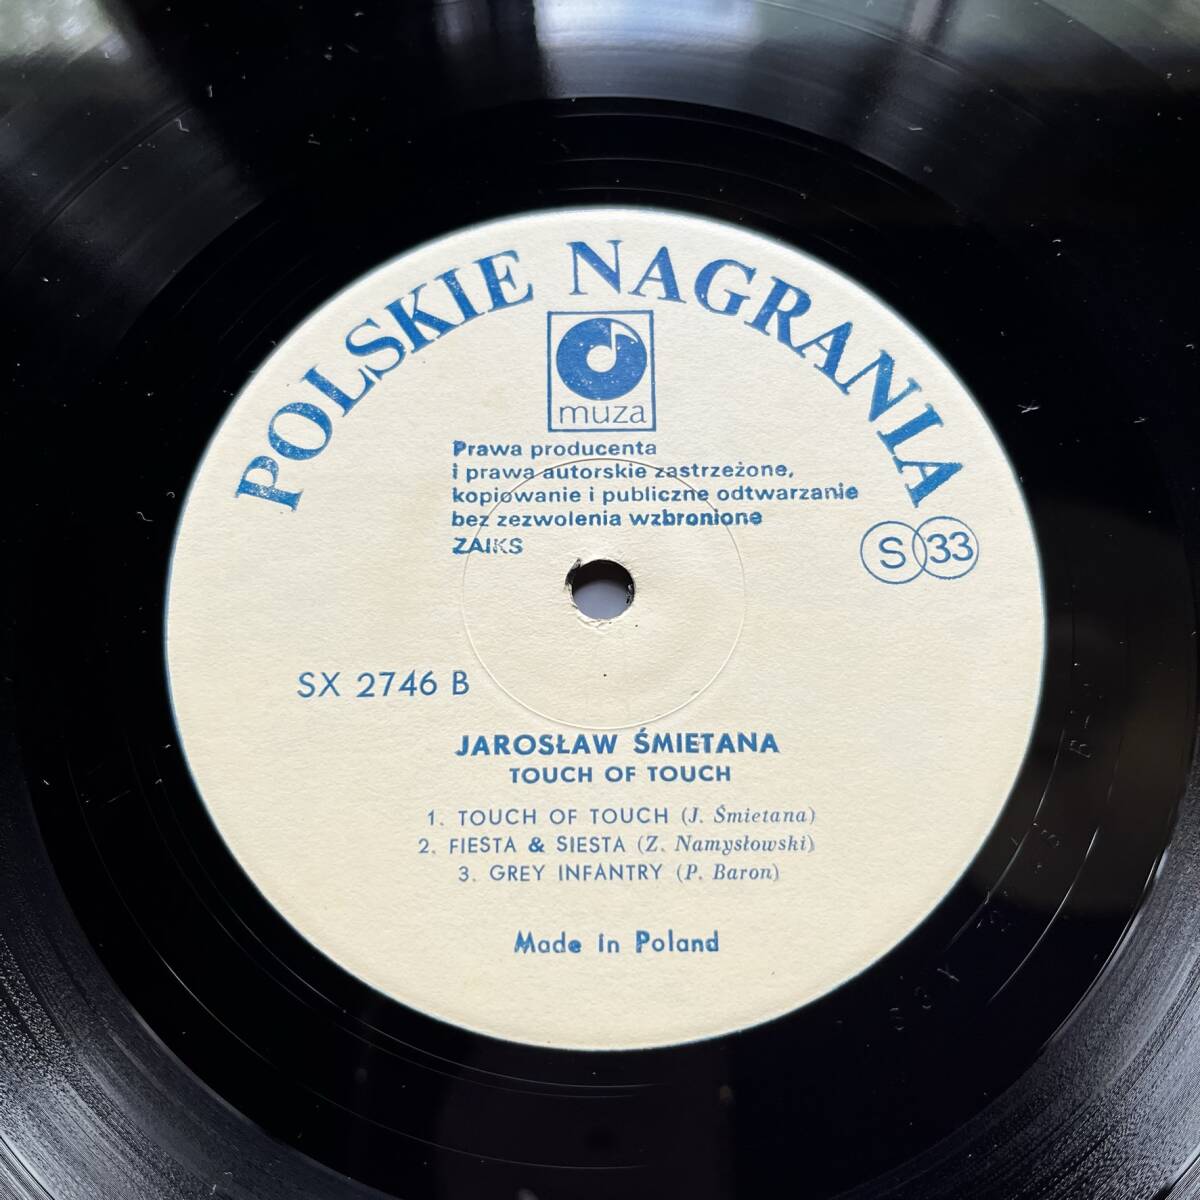 POLSKIE NAGRANIA
muza
Prawa producenta
i prawa autorskie zastrzeżone,
kopiowanie i publiczne odtwarzanie
bez zezwolenia wzbronione
ZAIKS
S 33
SX 2746 B
JAROSŁAW ŚMIETANA
TOUCH OF TOUCH
1. TOUCH OF TOUCH (J. Śmietana)
2. FIESTA & SIESTA (Z. Namysłowski)
3. GREY INFANTRY (P. Baron)
Made in Poland